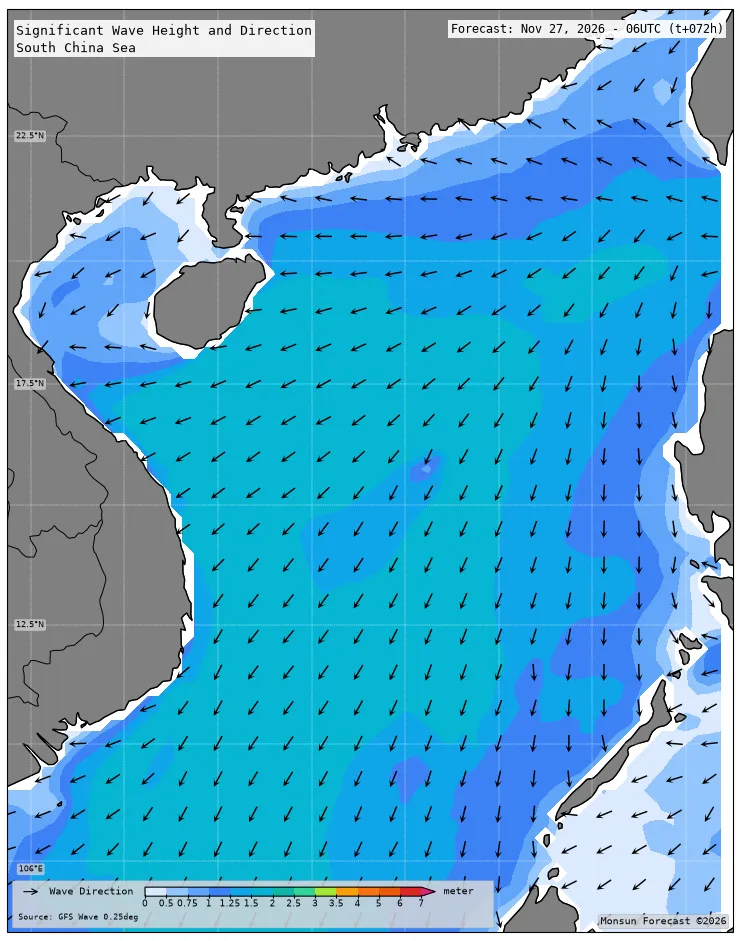 Significant Wave Height and Direction
South China Sea
Forecast: Nov 27, 2026 - 06UTC (t+072h)
22.5°N
17.5°N
12.5°N
106°E
Wave Direction
meter
0 0.5 0.75 1 1.25 1.5 2 2.5 3 3.5 4 5 6 7
Source: GFS Wave 0.25deg
Monsun Forecast ©2026